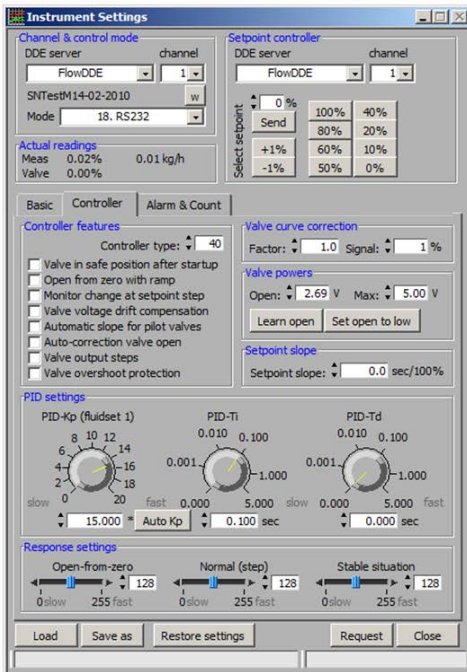 Instrument Settings
Channel & control mode
DDE server channel
FlowDDE 1
SNTestM14-02-2010 w
Mode 18. RS232
Setpoint controller
DDE server channel
FlowDDE 1
Select setpoint
0 %
Send
+1%
-1%
100% 40%
80% 20%
60% 10%
50% 0%
Actual readings
Meas 0.02% 0.01 kg/h
Valve 0.00%
Basic Controller Alarm & Count
Controller features
Controller type: 40
Valve in safe position after startup
Open from zero with ramp
Monitor change at setpoint step
Valve voltage drift compensation
Automatic slope for pilot valves
Auto-correction valve open
Valve output steps
Valve overshoot protection
Valve curve correction
Factor: 1.0 Signal: 1 %
Valve powers
Open: 2.69 V Max: 5.00 V
Learn open Set open to low
Setpoint slope
Setpoint slope: 0.0 sec/100%
PID settings
PID-Kp (fluidset 1) PID-Ti PID-Td
8 10 12 0.010 0.100 0.010 0.100
6 14
4 16 0.001 1.000 0.001 1.000
2 18
0 20 0.000 5.000 0.000 5.000
slow fast slow fast
15.000 * Auto Kp 0.100 sec 0.000 sec
Response settings
Open-from-zero Normal (step) Stable situation
128 128 128
0 slow 255 fast 0 slow 255 fast 0 slow 255 fast
Load Save as Restore settings Request Close